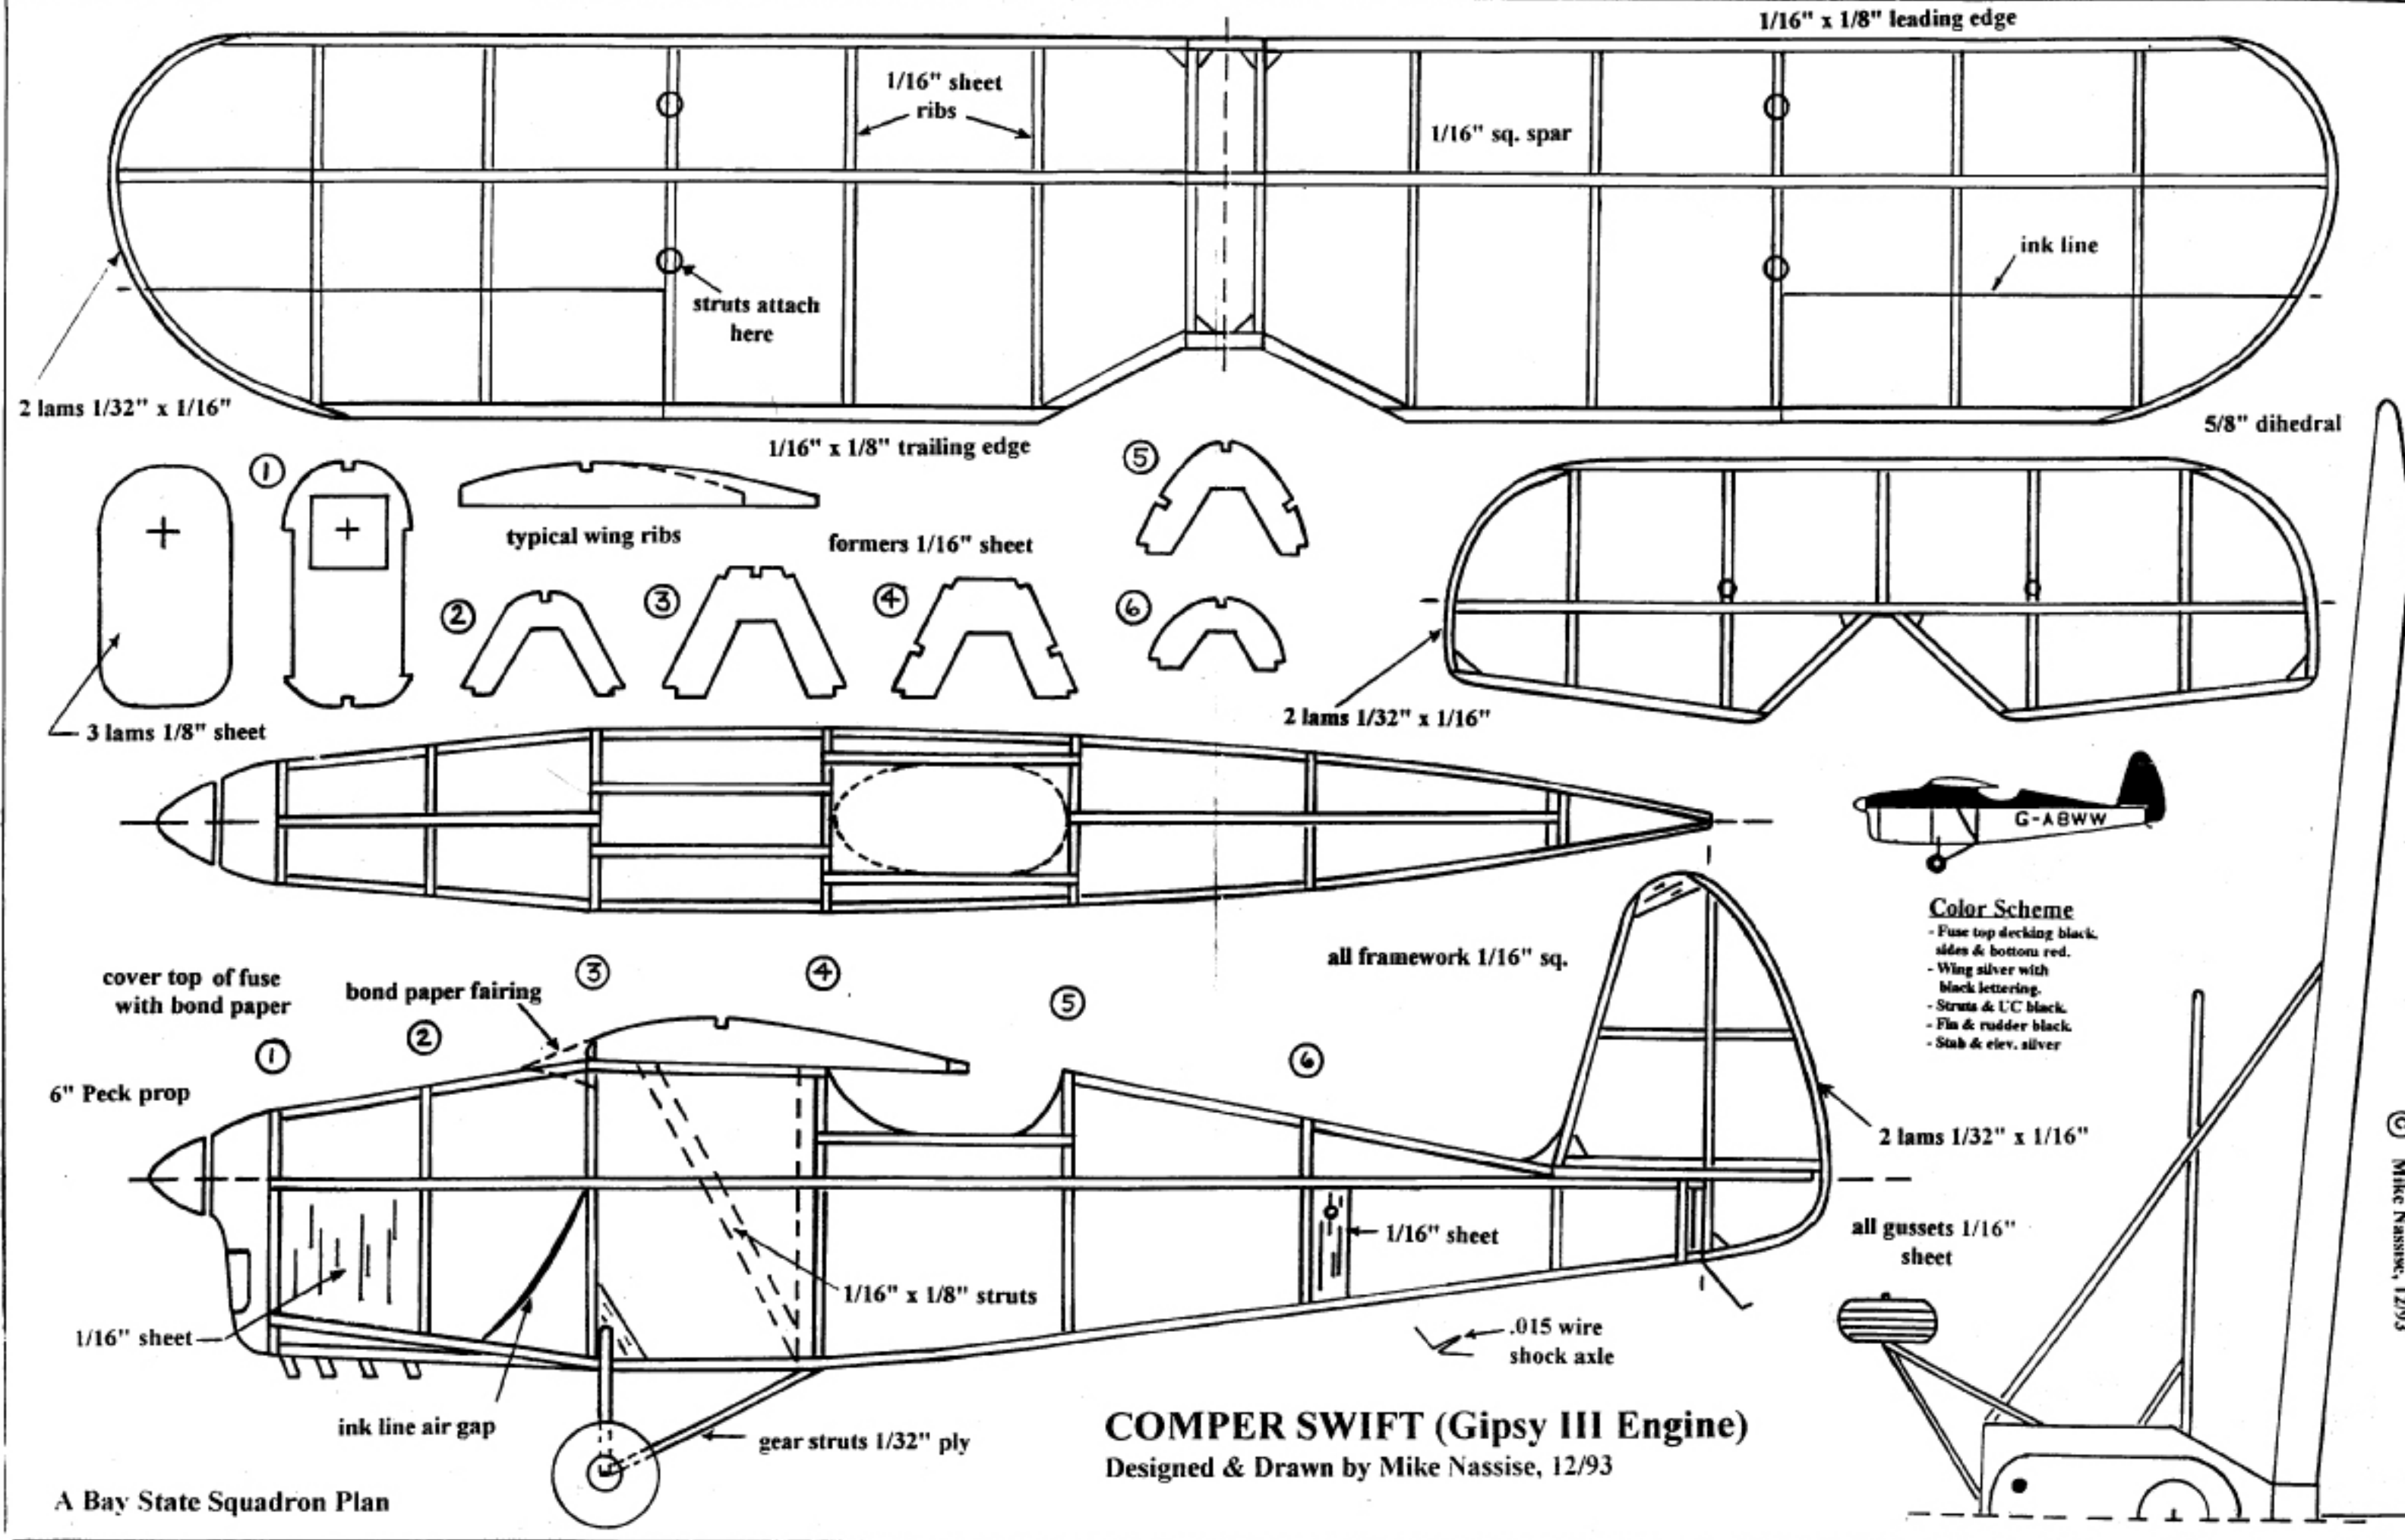 1/16" x 1/8" leading edge
1/16" sheet
ribs
1/16" sq. spar
ink line
struts attach
here
2 lams 1/32" x 1/16"
1/16" x 1/8" trailing edge
5/8" dihedral
1
5
typical wing ribs
formers 1/16" sheet
2
3
4
6
3 lams 1/8" sheet
2 lams 1/32" x 1/16"
G-ABWW
Color Scheme
- Fuse top decking black,
sides & bottom red.
- Wing silver with
black lettering.
- Struts & UC black.
- Fin & rudder black.
- Stab & elev. silver
cover top of fuse
with bond paper
bond paper fairing
3
4
5
all framework 1/16" sq.
1
2
6
6" Peck prop
2 lams 1/32" x 1/16"
© Mike Nassise, 12/93
all gussets 1/16"
sheet
1/16" sheet
1/16" x 1/8" struts
1/16" sheet
.015 wire
shock axle
ink line air gap
gear struts 1/32" ply
COMPER SWIFT (Gipsy III Engine)
Designed & Drawn by Mike Nassise, 12/93
A Bay State Squadron Plan